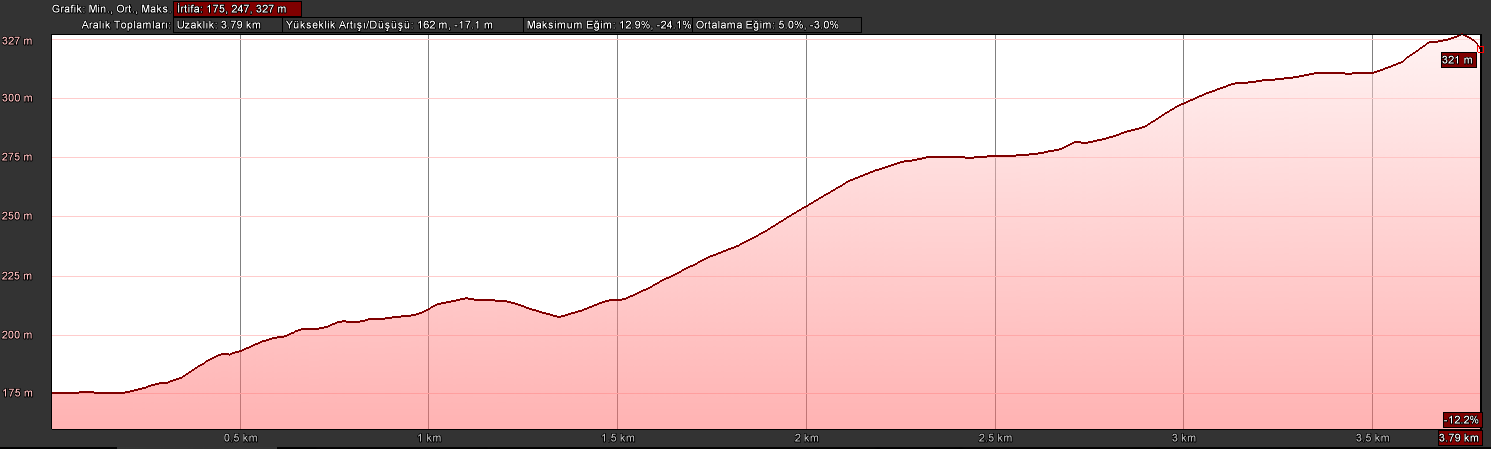 Grafik: Min., Ort., Maks. İrtifa: 175, 247, 327 m
Aralık Toplamları: Uzaklık: 3.79 km Yükseklik Artışı/Düşüşü: 162 m, -17.1 m Maksimum Eğim: 12.9%, -24.1% Ortalama Eğim: 5.0%, -3.0%
327 m
321 m
300 m
275 m
250 m
225 m
200 m
175 m
-12.2%
0.5 km 1 km 1.5 km 2 km 2.5 km 3 km 3.5 km 3.79 km